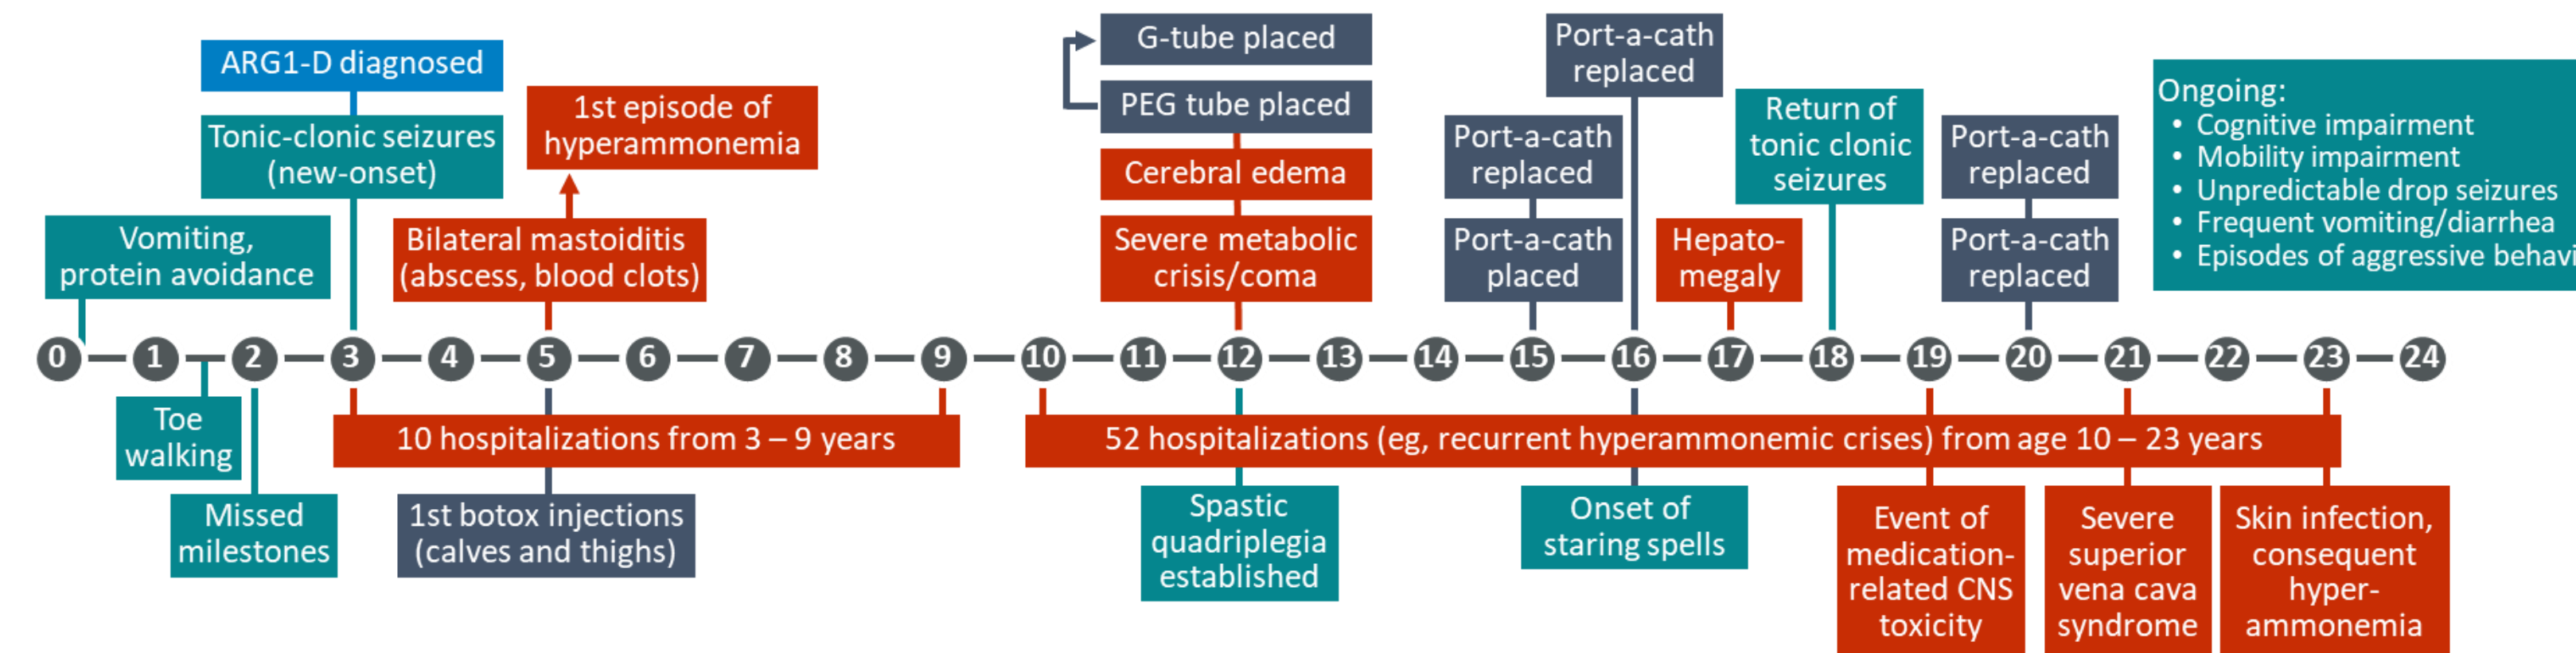 ARG1-D diagnosed
Tonic-clonic seizures
(new-onset)
Vomiting,
protein avoidance
1st episode of
hyperammonemia
Bilateral mastoiditis
(abscess, blood clots)
G-tube placed
PEG tube placed
Cerebral edema
Severe metabolic
crisis/coma
Port-a-cath
replaced
Port-a-cath
placed
Port-a-cath
replaced
Hepato-
megaly
Return of
tonic clonic
seizures
Port-a-cath
replaced
Port-a-cath
replaced
Ongoing:
• Cognitive impairment
• Mobility impairment
• Unpredictable drop seizures
• Frequent vomiting/diarrhea
• Episodes of aggressive behavi
0 1 2 3 4 5 6 7 8 9 10 11 12 13 14 15 16 17 18 19 20 21 22 23 24
Toe
walking
Missed
milestones
10 hospitalizations from 3 – 9 years
1st botox injections
(calves and thighs)
52 hospitalizations (eg, recurrent hyperammonemic crises) from age 10 – 23 years
Spastic
quadriplegia
established
Onset of
staring spells
Event of
medication-
related CNS
toxicity
Severe
superior
vena cava
syndrome
Skin infection,
consequent
hyper-
ammonemia